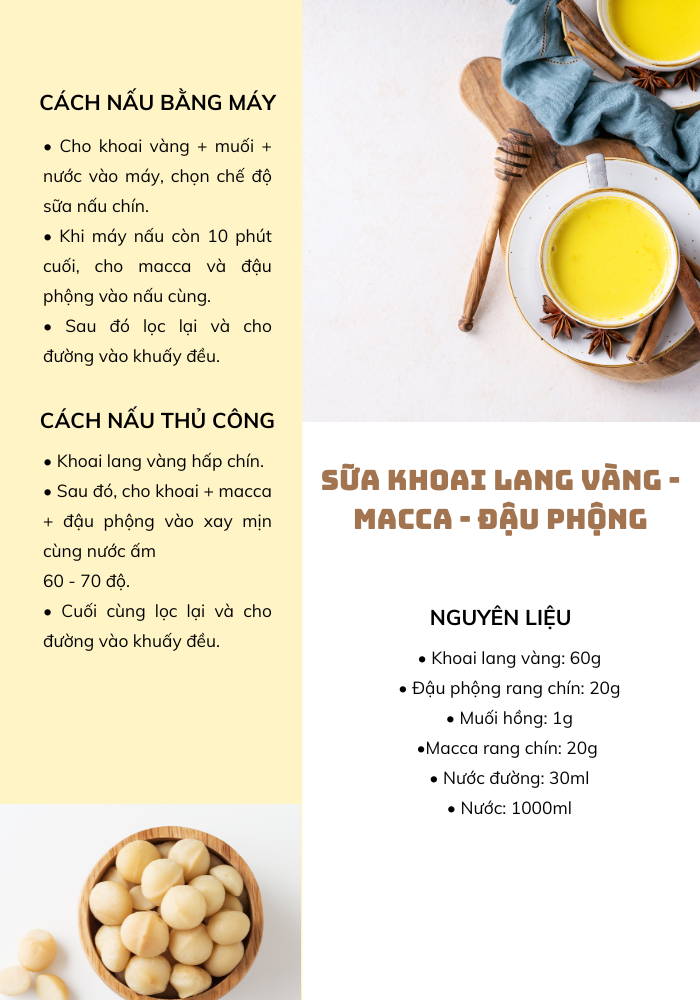 CÁCH NẤU BẰNG MÁY
• Cho khoai vàng + muối +
nước vào máy, chọn chế độ
sữa nấu chín.
• Khi máy nấu còn 10 phút
cuối, cho macca và đậu
phộng vào nấu cùng.
• Sau đó lọc lại và cho
đường vào khuấy đều.
CÁCH NẤU THỦ CÔNG
• Khoai lang vàng hấp chín.
• Sau đó, cho khoai + macca
+ đậu phộng vào xay mịn
cùng nước ấm
60 - 70 độ.
• Cuối cùng lọc lại và cho
đường vào khuấy đều.
SỮA KHOAI LANG VÀNG -
MACCA - ĐẬU PHỘNG
NGUYÊN LIỆU
• Khoai lang vàng: 60g
• Đậu phộng rang chín: 20g
• Muối hồng: 1g
•Macca rang chín: 20g
• Nước đường: 30ml
• Nước: 1000ml